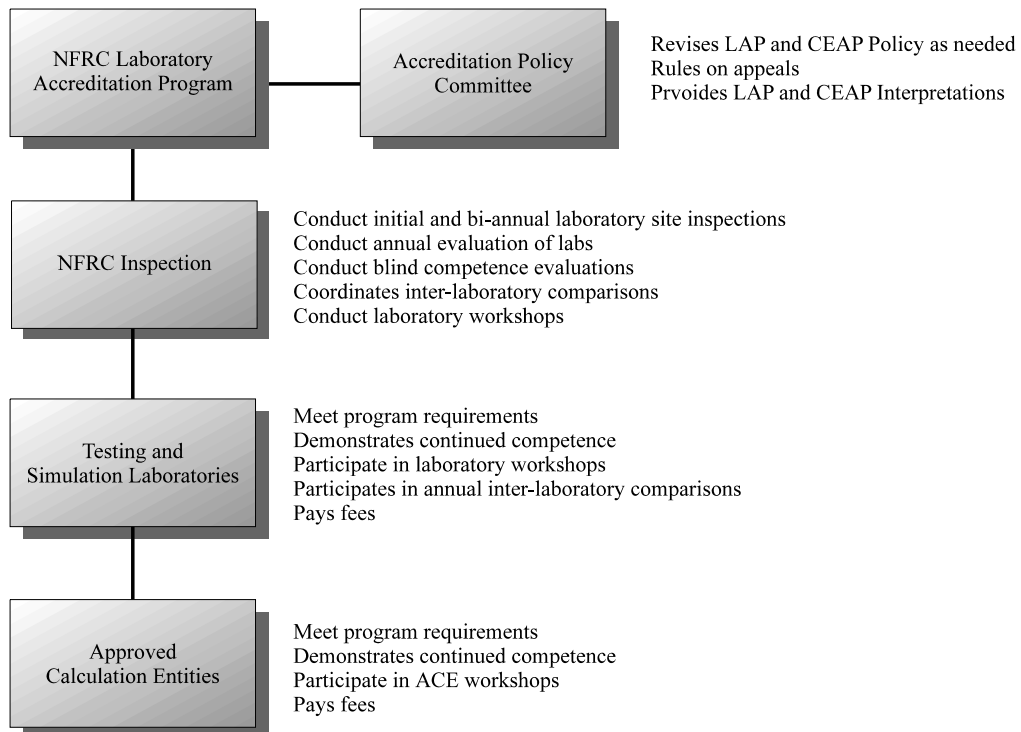 NFRC Laboratory
Accreditation Program
Accreditation Policy
Committee
Revises LAP and CEAP Policy as needed
Rules on appeals
Prvoides LAP and CEAP Interpretations
NFRC Inspection
Conduct initial and bi-annual laboratory site inspections
Conduct annual evaluation of labs
Conduct blind competence evaluations
Coordinates inter-laboratory comparisons
Conduct laboratory workshops
Testing and
Simulation Laboratories
Meet program requirements
Demonstrates continued competence
Participate in laboratory workshops
Participates in annual inter-laboratory comparisons
Pays fees
Approved
Calculation Entities
Meet program requirements
Demonstrates continued competence
Participate in ACE workshops
Pays fees